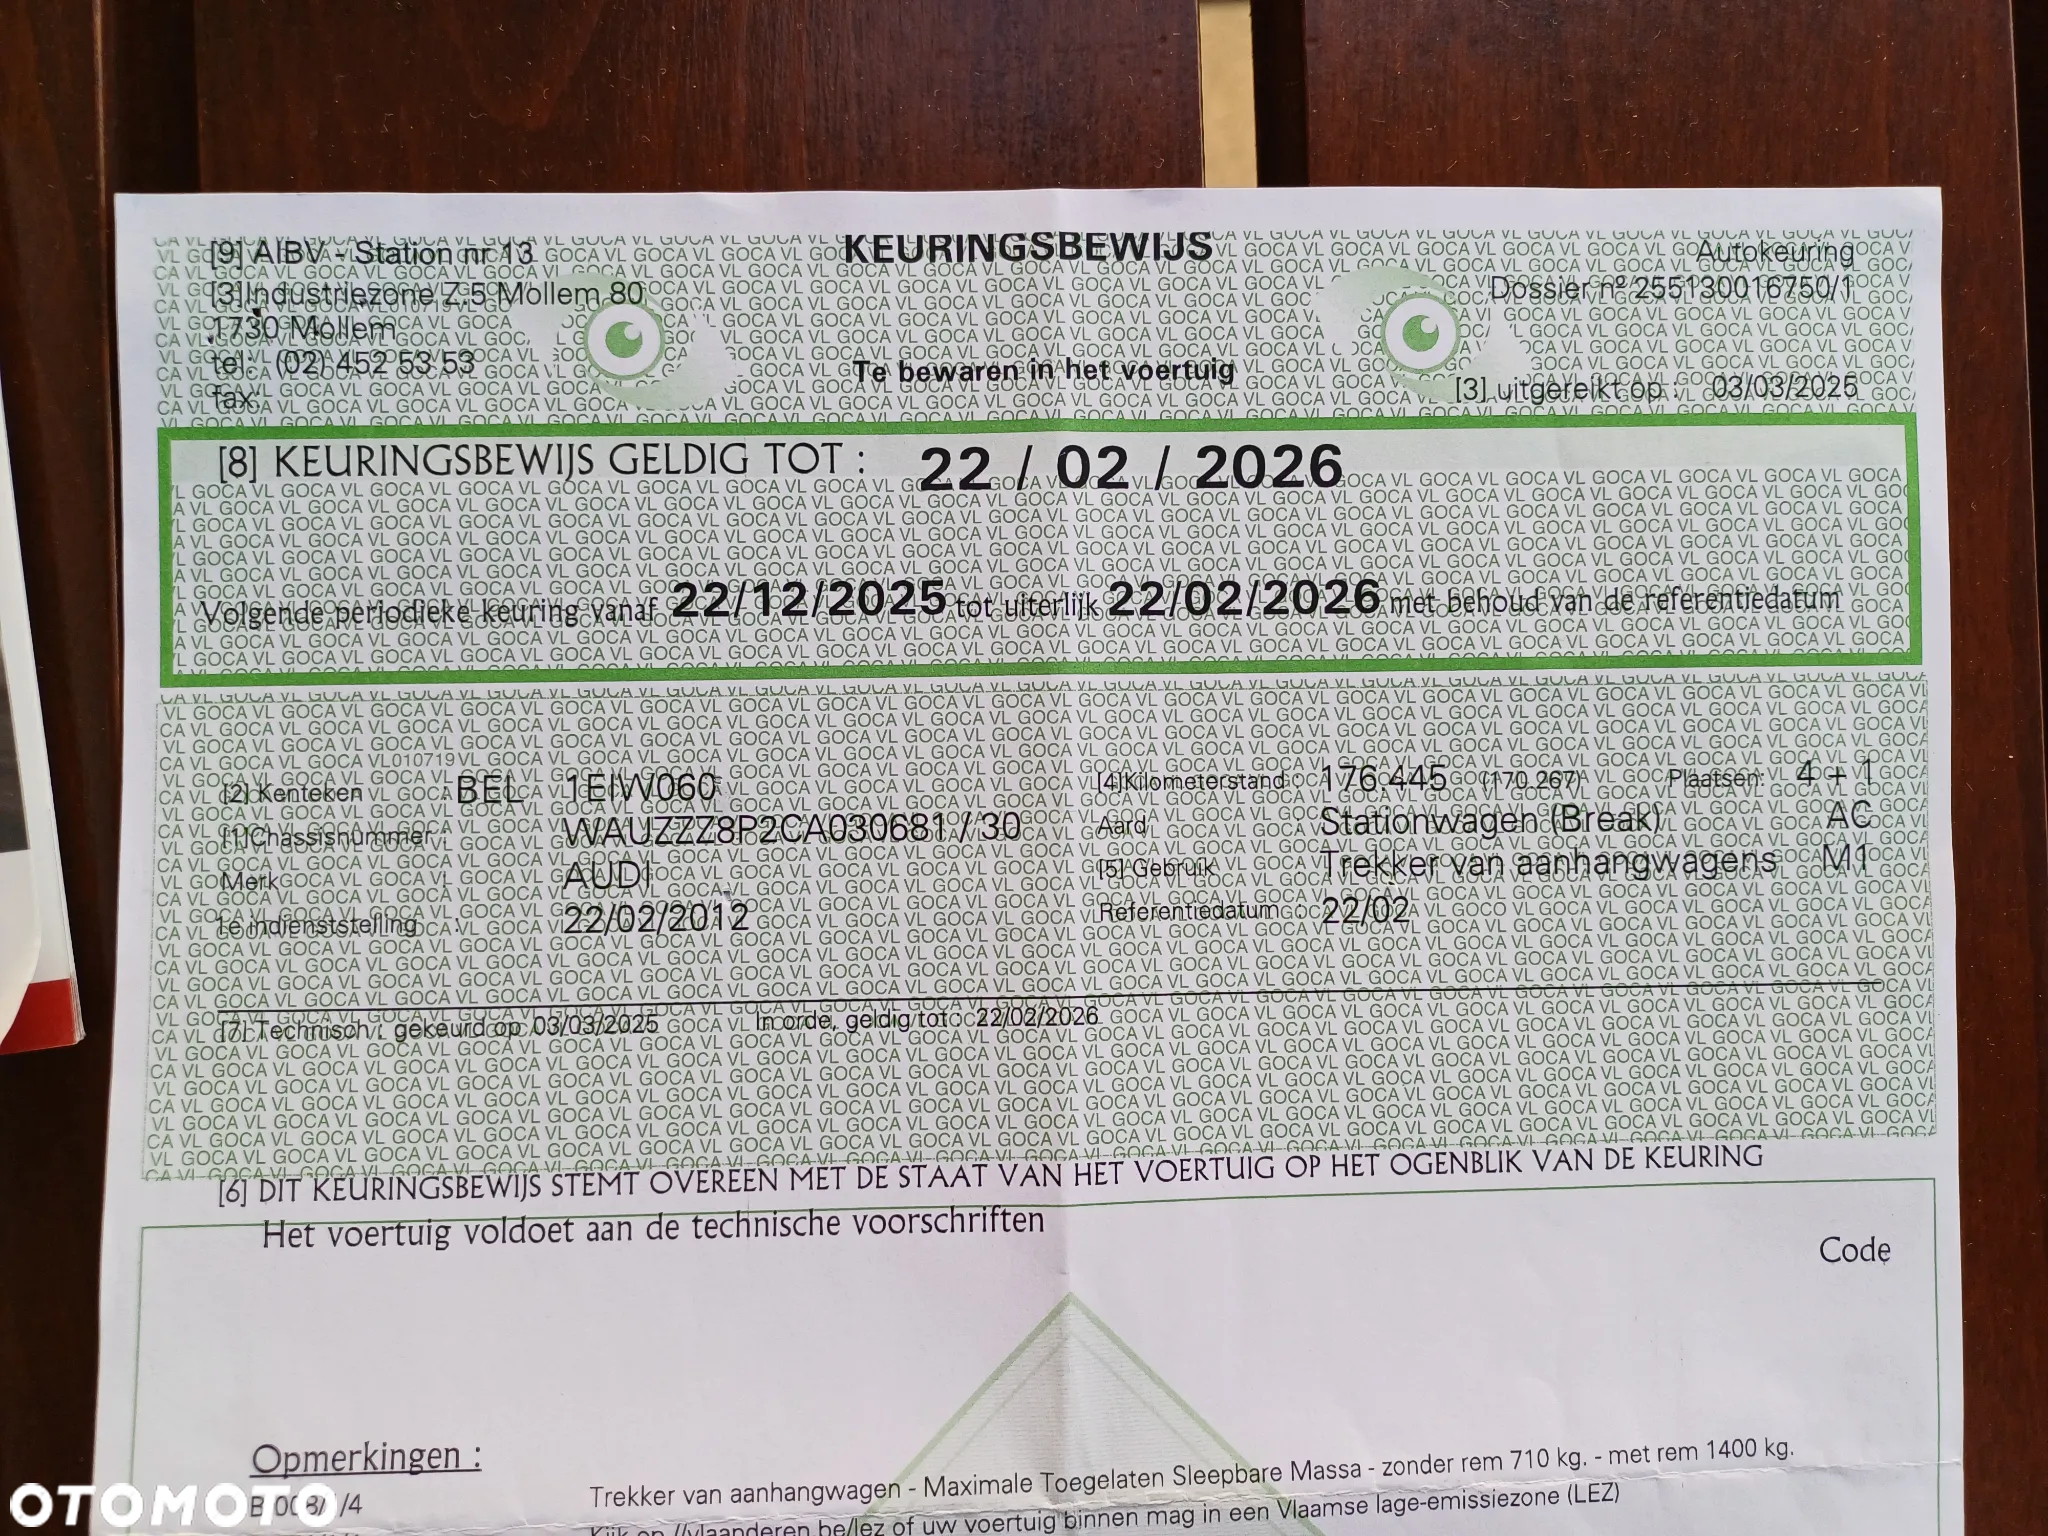 KEURINGSBEWIJS
[9] AIBV - Station nr 13
Autokeuring
[3] Industriezone Z.5 Mollem 80
Dossier nº 255130016750/1
1730 Mollem
tel: (02) 452 53 53
Te bewaren in het voertuig
fax:
[3] uitgereikt op : 03/03/2025
[8] KEURINGSBEWIJS GELDIG TOT : 22 / 02 / 2026
Volgende periodieke keuring vanaf 22/12/2025 tot uiterlijk 22/02/2026 met behoud van de referentiedatum
[2] Kenteken : BEL 1EIW060 [4] Kilometerstand : 176.445 (170.267) Plaatsen: 4 + 1
[1] Chassisnummer : WAUZZZ8P2CA030681 / 30 Aard : Stationwagen (Break) AC
Merk : AUDI [5] Gebruik : Trekker van aanhangwagens M1
1e indienststelling : 22/02/2012 Referentiedatum : 22/02
[7] Technisch : gekeurd op 03/03/2025 In orde, geldig tot : 22/02/2026
[6] DIT KEURINGSBEWIJS STEMT OVEREEN MET DE STAAT VAN HET VOERTUIG OP HET OGENBLIK VAN DE KEURING
Het voertuig voldoet aan de technische voorschriften
Code
Opmerkingen :
Trekker van aanhangwagen - Maximale Toegelaten Sleepbare Massa - zonder rem 710 kg. - met rem 1400 kg.
Kijk op //vlaanderen.be/lez of uw voertuig binnen mag in een Vlaamse lage-emissiezone (LEZ)
OTOMOTO